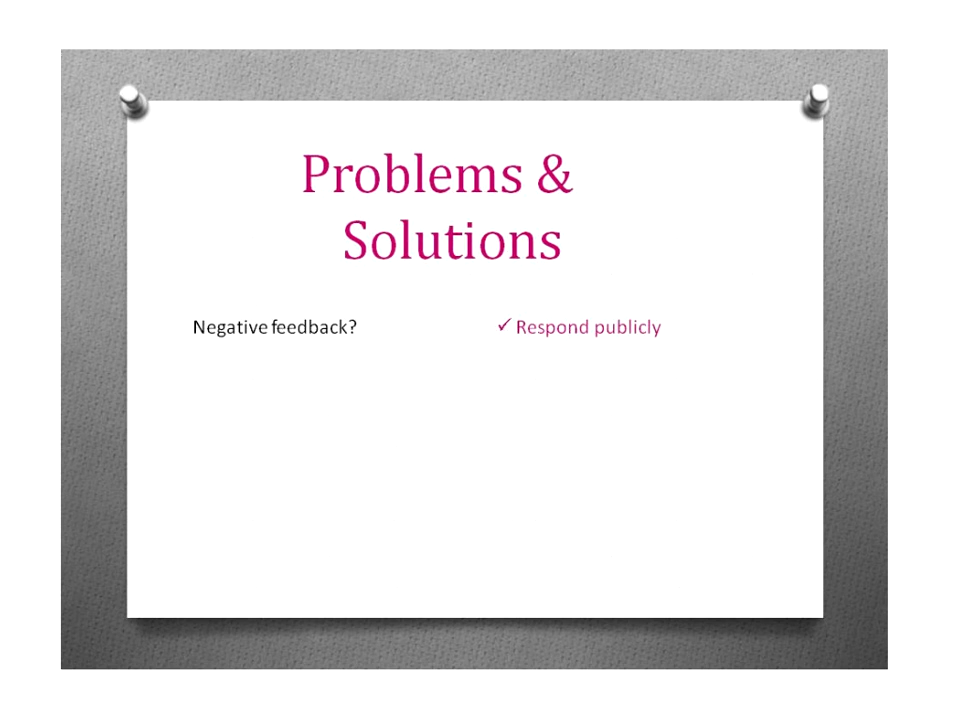 Problems &
Solutions
Negative feedback? ✓ Respond publicly